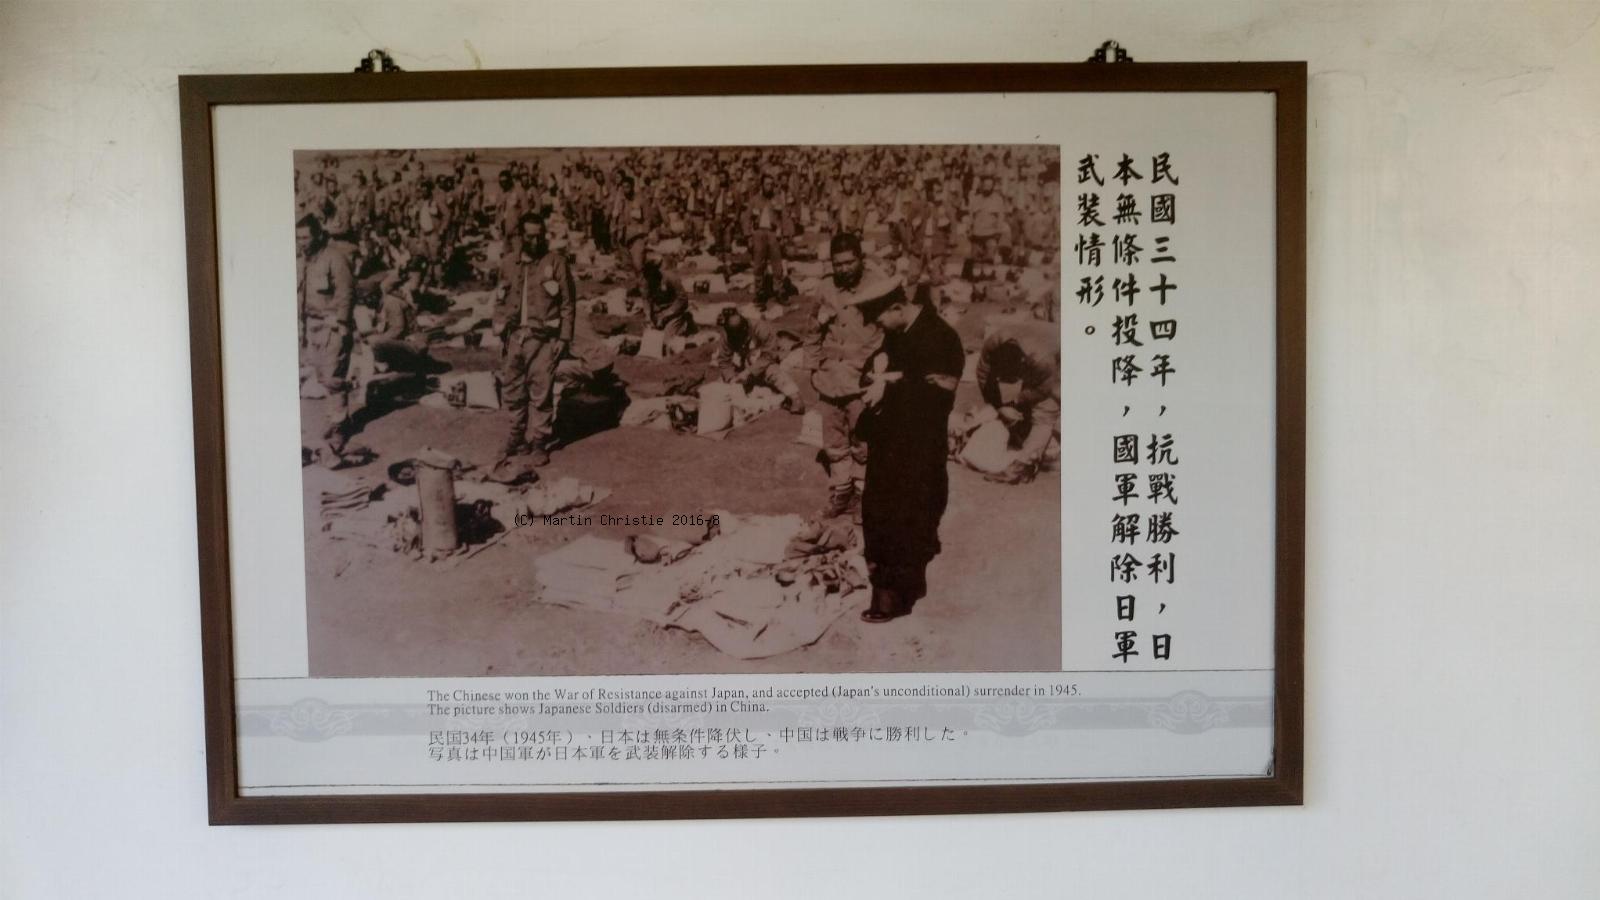 民國三十四年，抗戰勝利，日
本無條件投降，國軍解除日軍
武裝情形。
(C) Martin Christie 2016-8
The Chinese won the War of Resistance against Japan, and accepted (Japan's unconditional) surrender in 1945.
The picture shows Japanese Soldiers (disarmed) in China.
民国34年（1945年）、日本は無条件降伏し、中国は戦争に勝利した。
写真は中国軍が日本軍を武装解除する様子。